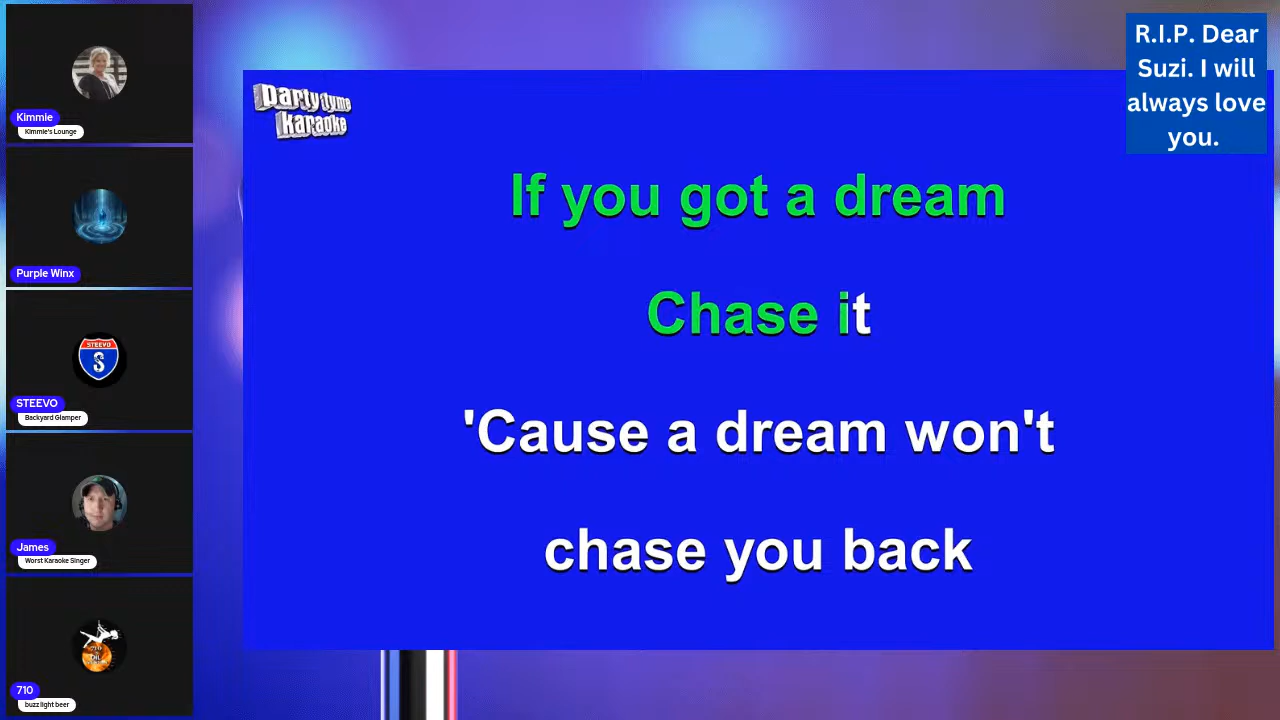 Kimmie
Kimmie's Lounge
Purple Winx
STEEVO
S
STEEVO
Backyard Glamper
James
Worst Karaoke Singer
710
buzz light beer
party tyme
karaoke
If you got a dream
Chase it
'Cause a dream won't
chase you back
R.I.P. Dear
Suzi. I will
always love
you.